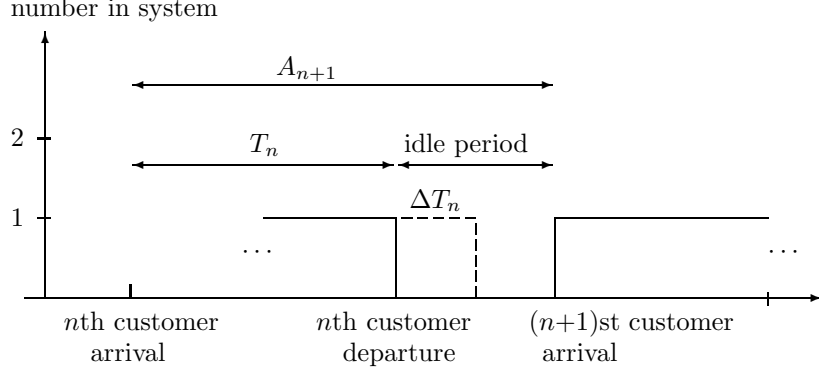 number in system
A_{n+1}
2
T_n
idle period
1
ΔT_n
...
...
nth customer arrival
nth customer departure
(n+1)st customer arrival